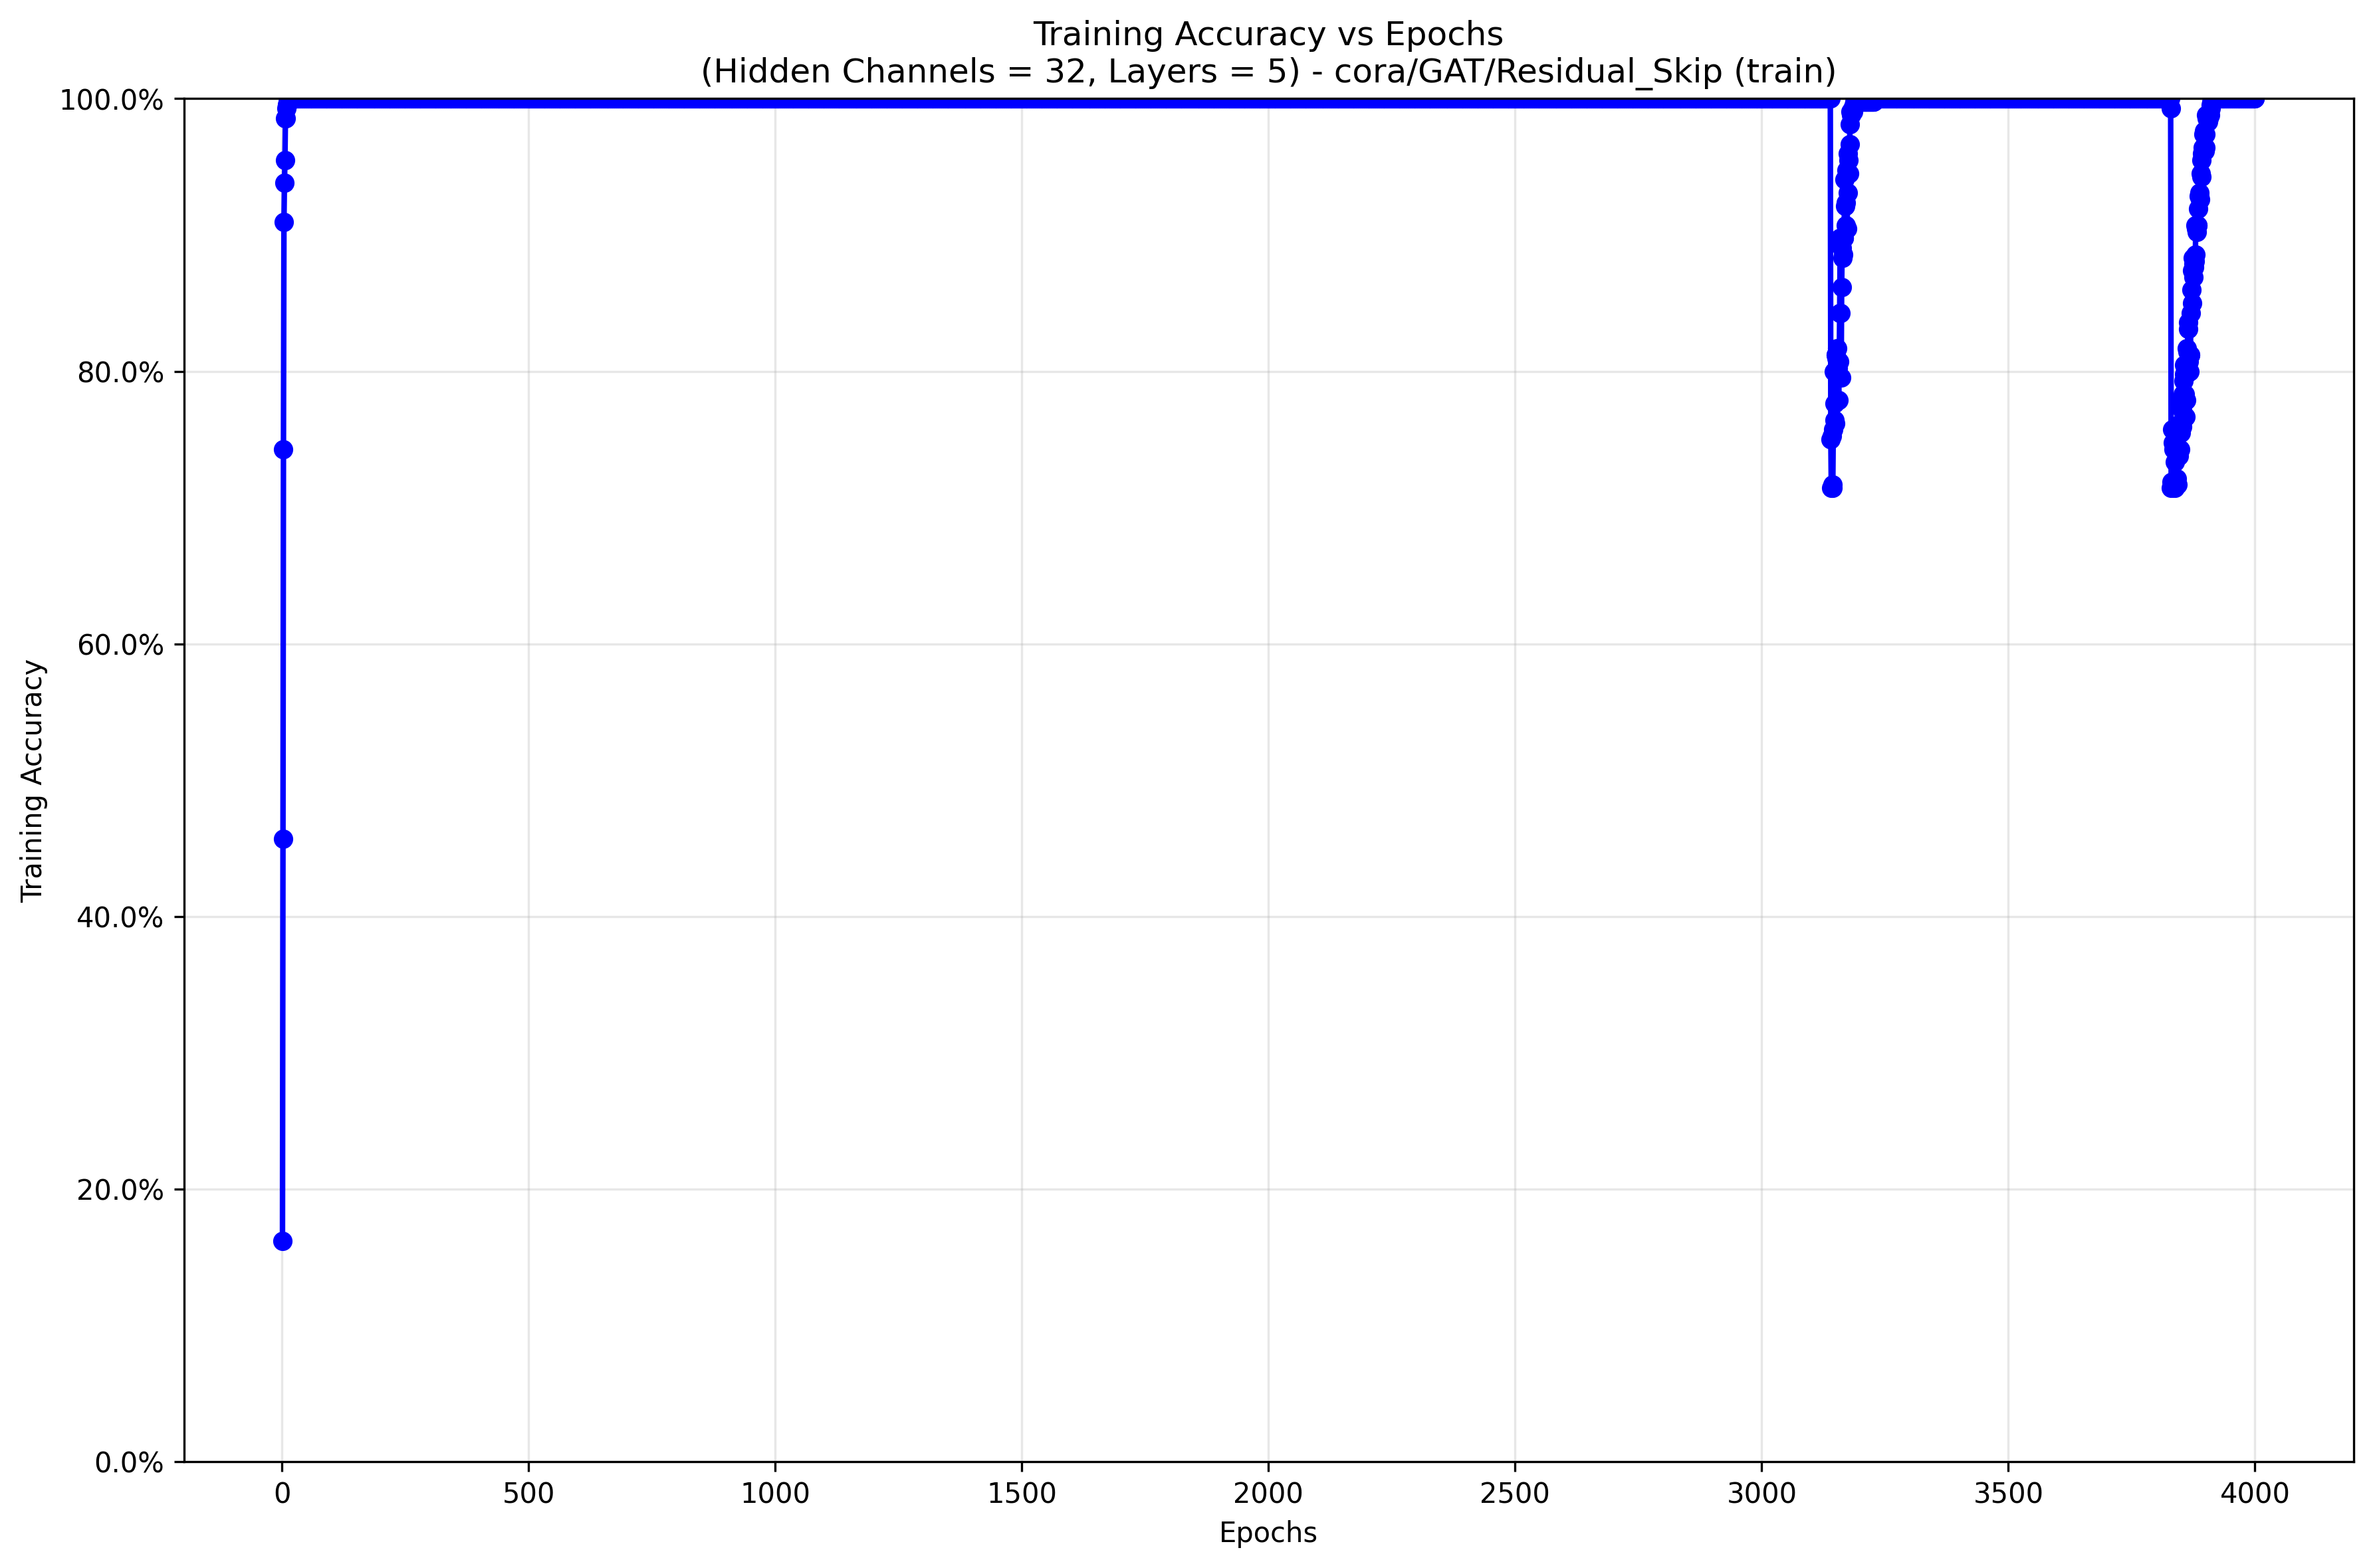 Training Accuracy vs Epochs
(Hidden Channels = 32, Layers = 5) - cora/GAT/Residual_Skip (train)
Training Accuracy
100.0%
80.0%
60.0%
40.0%
20.0%
0.0%
0 500 1000 1500 2000 2500 3000 3500 4000
Epochs